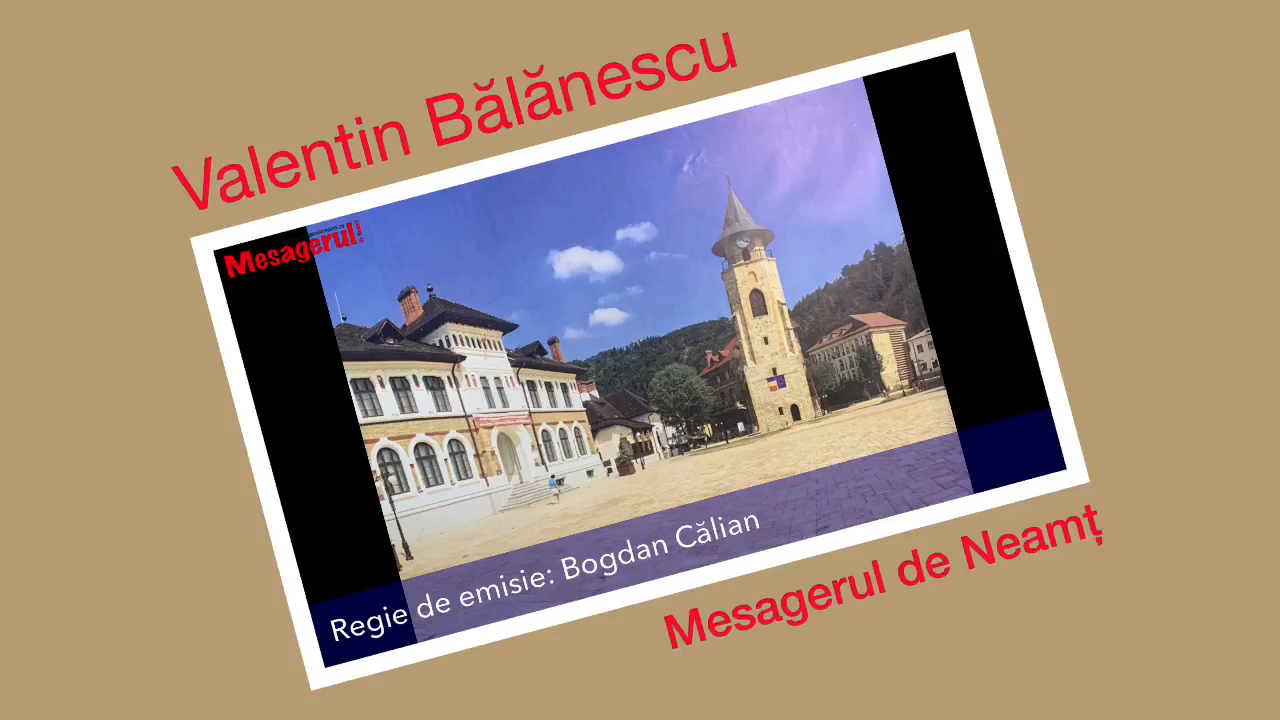 Valentin Bălănescu
Mesagerul
Regie de emisie: Bogdan Călian
Mesagerul de Neamț